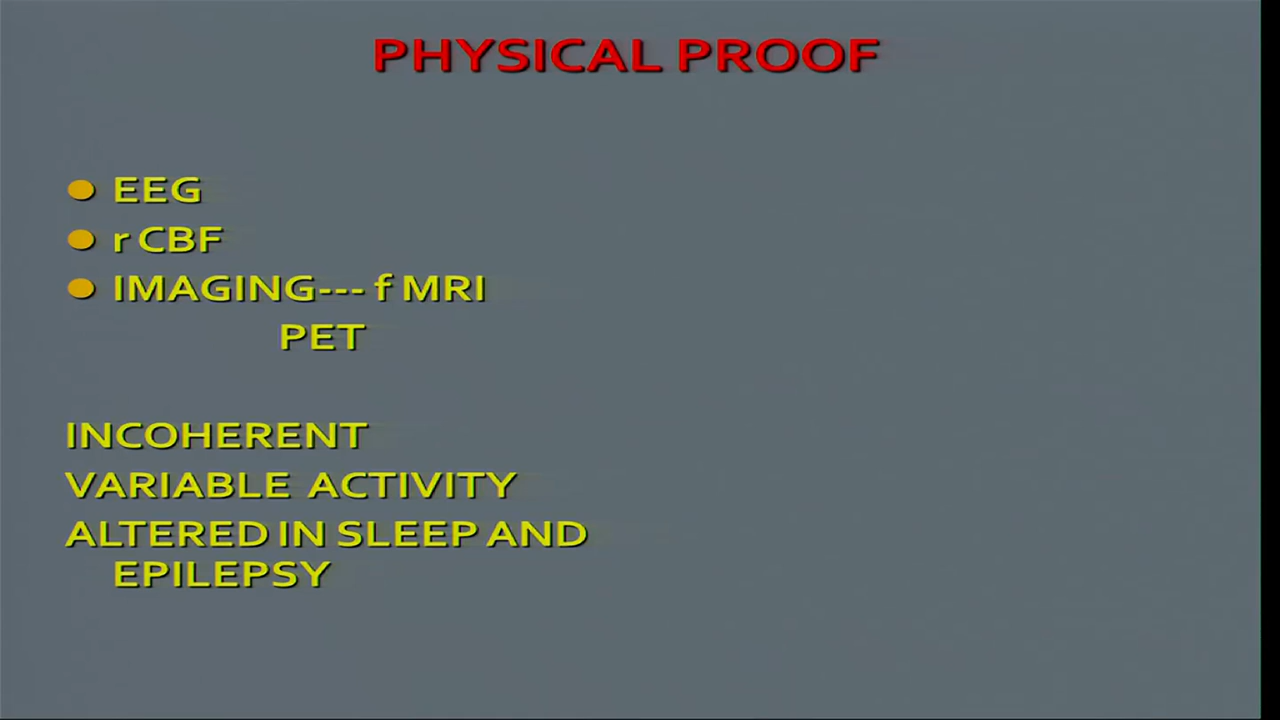 PHYSICAL PROOF
EEG
r CBF
IMAGING--- f MRI
PET
INCOHERENT
VARIABLE ACTIVITY
ALTERED IN SLEEP AND
EPILEPSY